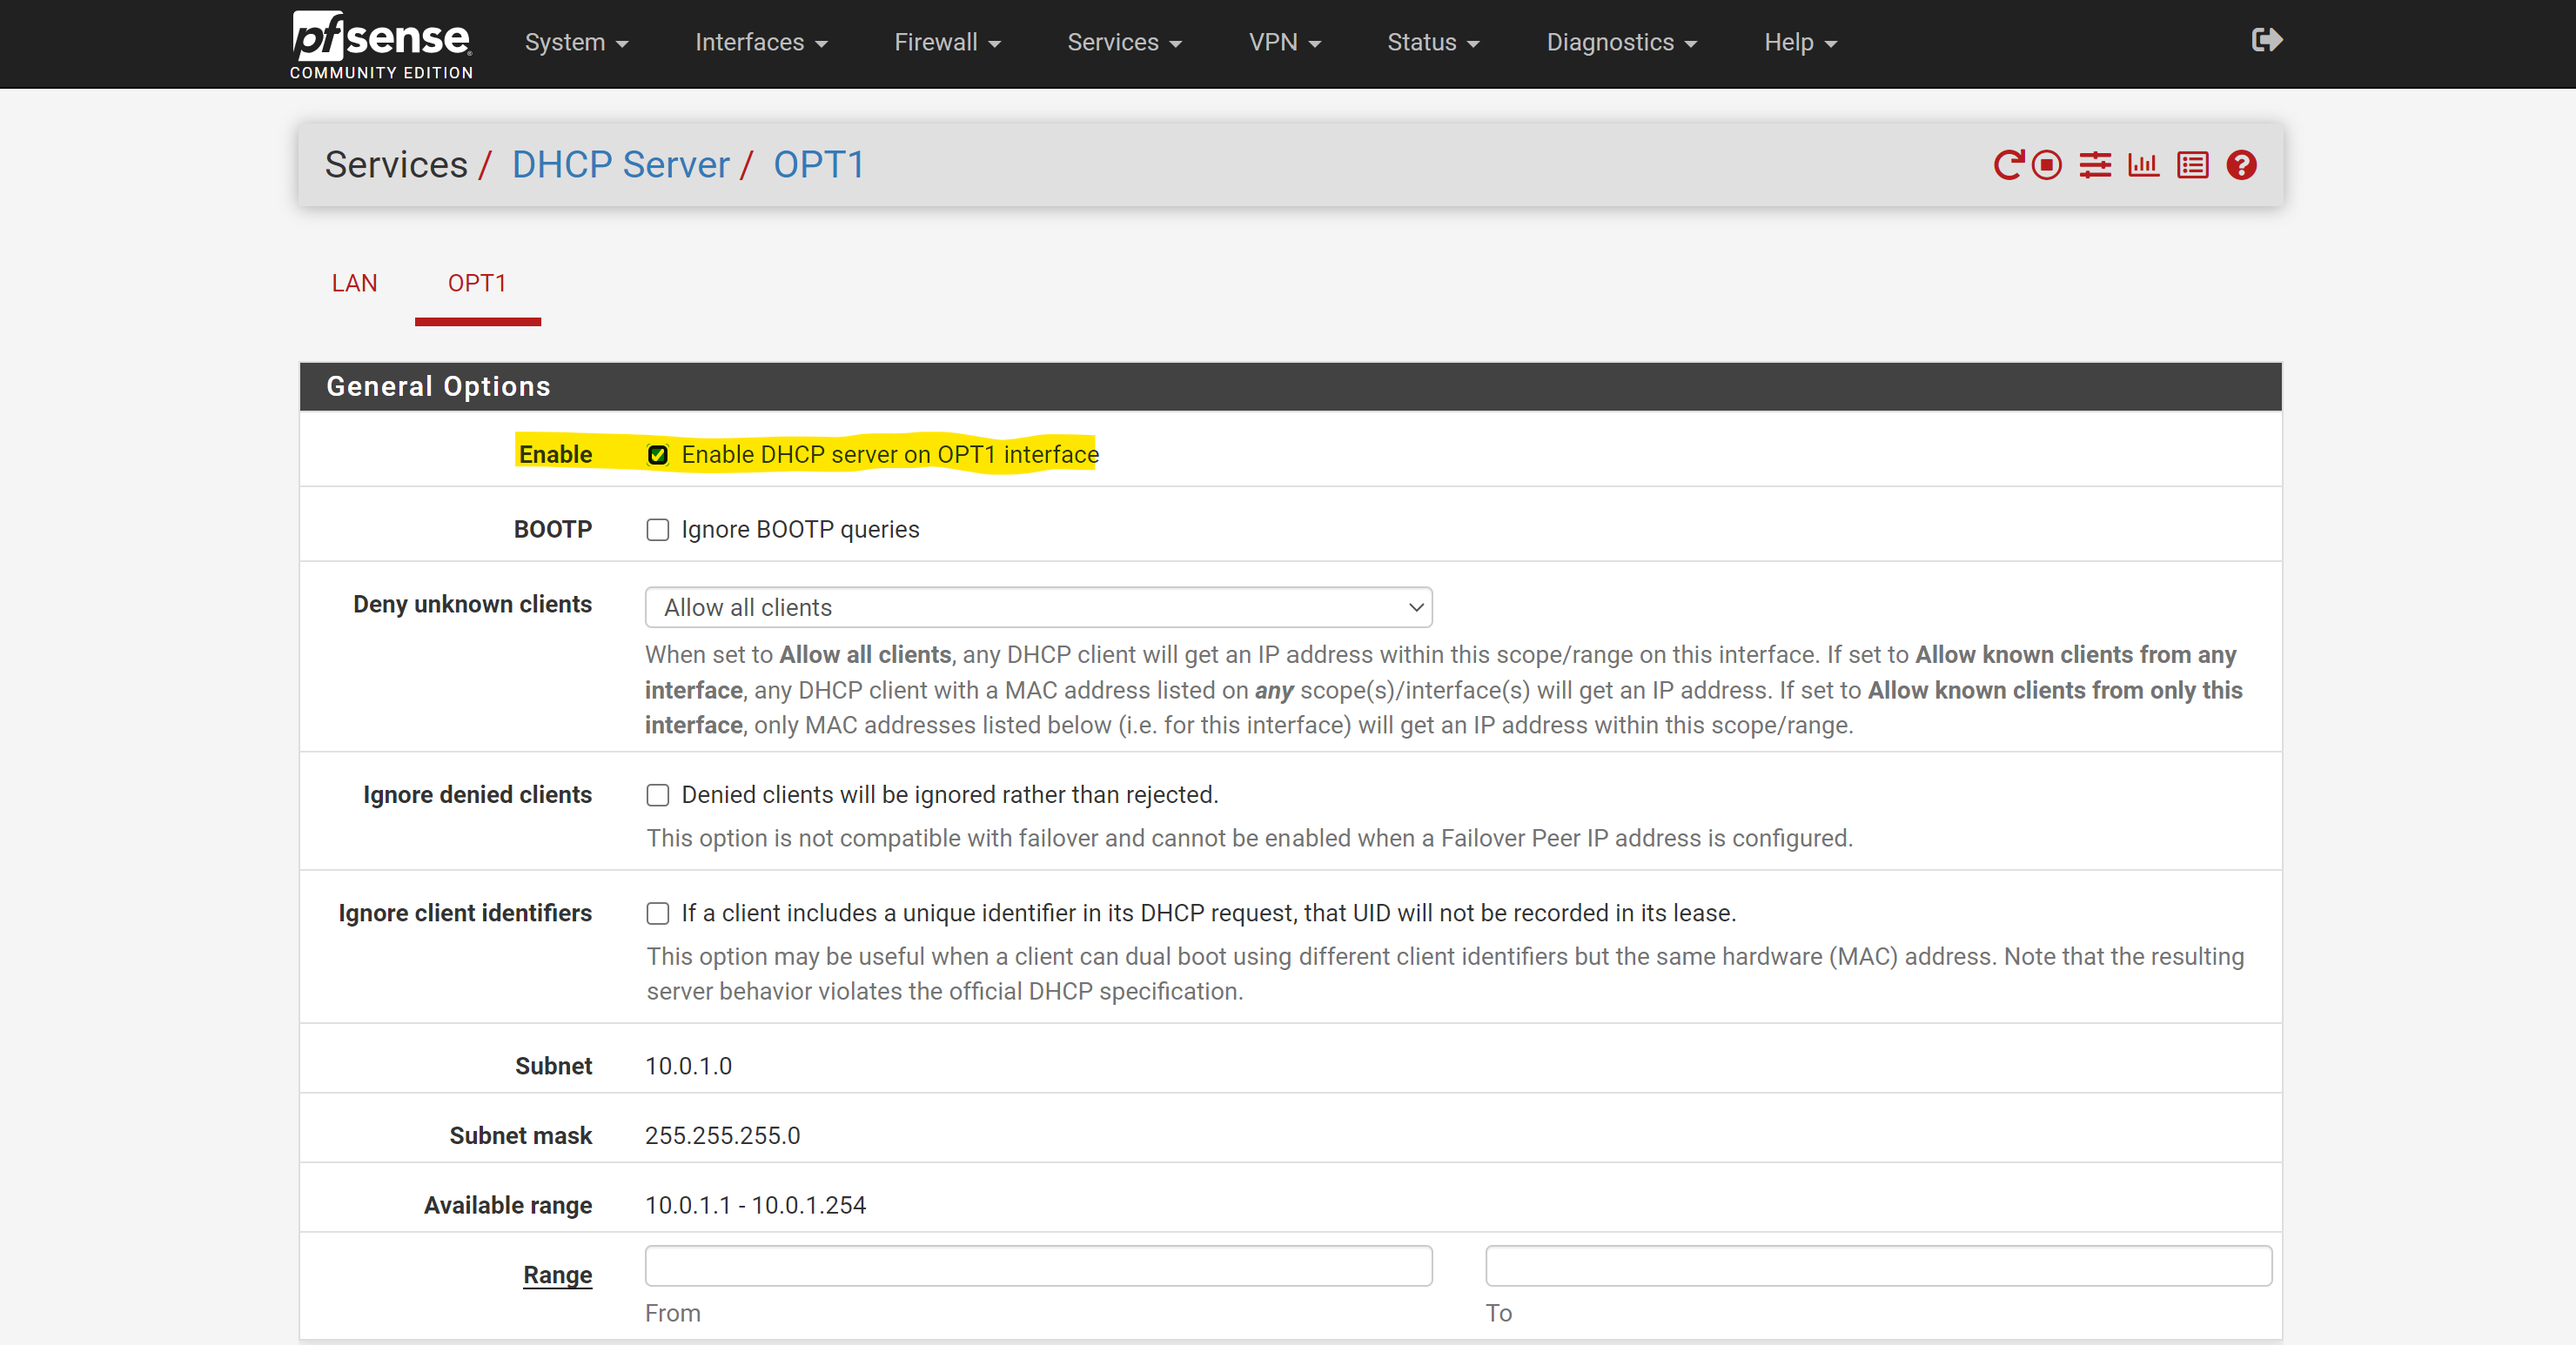 pfsense
COMMUNITY EDITION
System
Interfaces
Firewall
Services
VPN
Status
Diagnostics
Help
Services / DHCP Server / OPT1
LAN
OPT1
General Options
Enable
Enable DHCP server on OPT1 interface
BOOTP
Ignore BOOTP queries
Deny unknown clients
Allow all clients
When set to Allow all clients, any DHCP client will get an IP address within this scope/range on this interface. If set to Allow known clients from any
interface, any DHCP client with a MAC address listed on any scope(s)/interface(s) will get an IP address. If set to Allow known clients from only this
interface, only MAC addresses listed below (i.e. for this interface) will get an IP address within this scope/range.
Ignore denied clients
Denied clients will be ignored rather than rejected.
This option is not compatible with failover and cannot be enabled when a Failover Peer IP address is configured.
Ignore client identifiers
If a client includes a unique identifier in its DHCP request, that UID will not be recorded in its lease.
This option may be useful when a client can dual boot using different client identifiers but the same hardware (MAC) address. Note that the resulting
server behavior violates the official DHCP specification.
Subnet
10.0.1.0
Subnet mask
255.255.255.0
Available range
10.0.1.1 - 10.0.1.254
Range
From
To